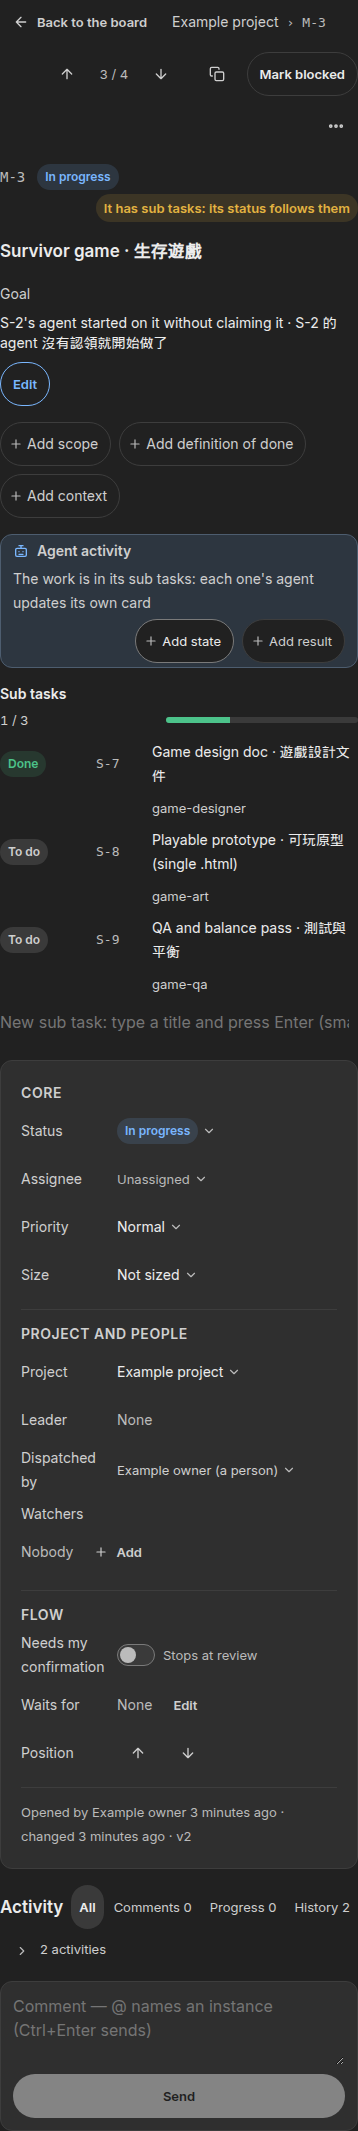 Back to the board Example project › M-3
3 / 4 Mark blocked
M-3 In progress
It has sub tasks: its status follows them
Survivor game · 生存遊戲
Goal
S-2's agent started on it without claiming it · S-2 的
agent 沒有認領就開始做了
Edit
+ Add scope + Add definition of done
+ Add context
Agent activity
The work is in its sub tasks: each one's agent
updates its own card
+ Add state + Add result
Sub tasks
1 / 3
Done S-7 Game design doc · 遊戲設計文
件
game-designer
To do S-8 Playable prototype · 可玩原型
(single .html)
game-art
To do S-9 QA and balance pass · 測試與
平衡
game-qa
New sub task: type a title and press Enter (sma
CORE
Status In progress
Assignee Unassigned
Priority Normal
Size Not sized
PROJECT AND PEOPLE
Project Example project
Leader None
Dispatched
by Example owner (a person)
Watchers
Nobody + Add
FLOW
Needs my
confirmation Stops at review
Waits for None Edit
Position
Opened by Example owner 3 minutes ago ·
changed 3 minutes ago · v2
Activity All Comments 0 Progress 0 History 2
2 activities
Comment — @ names an instance
(Ctrl+Enter sends)
Send